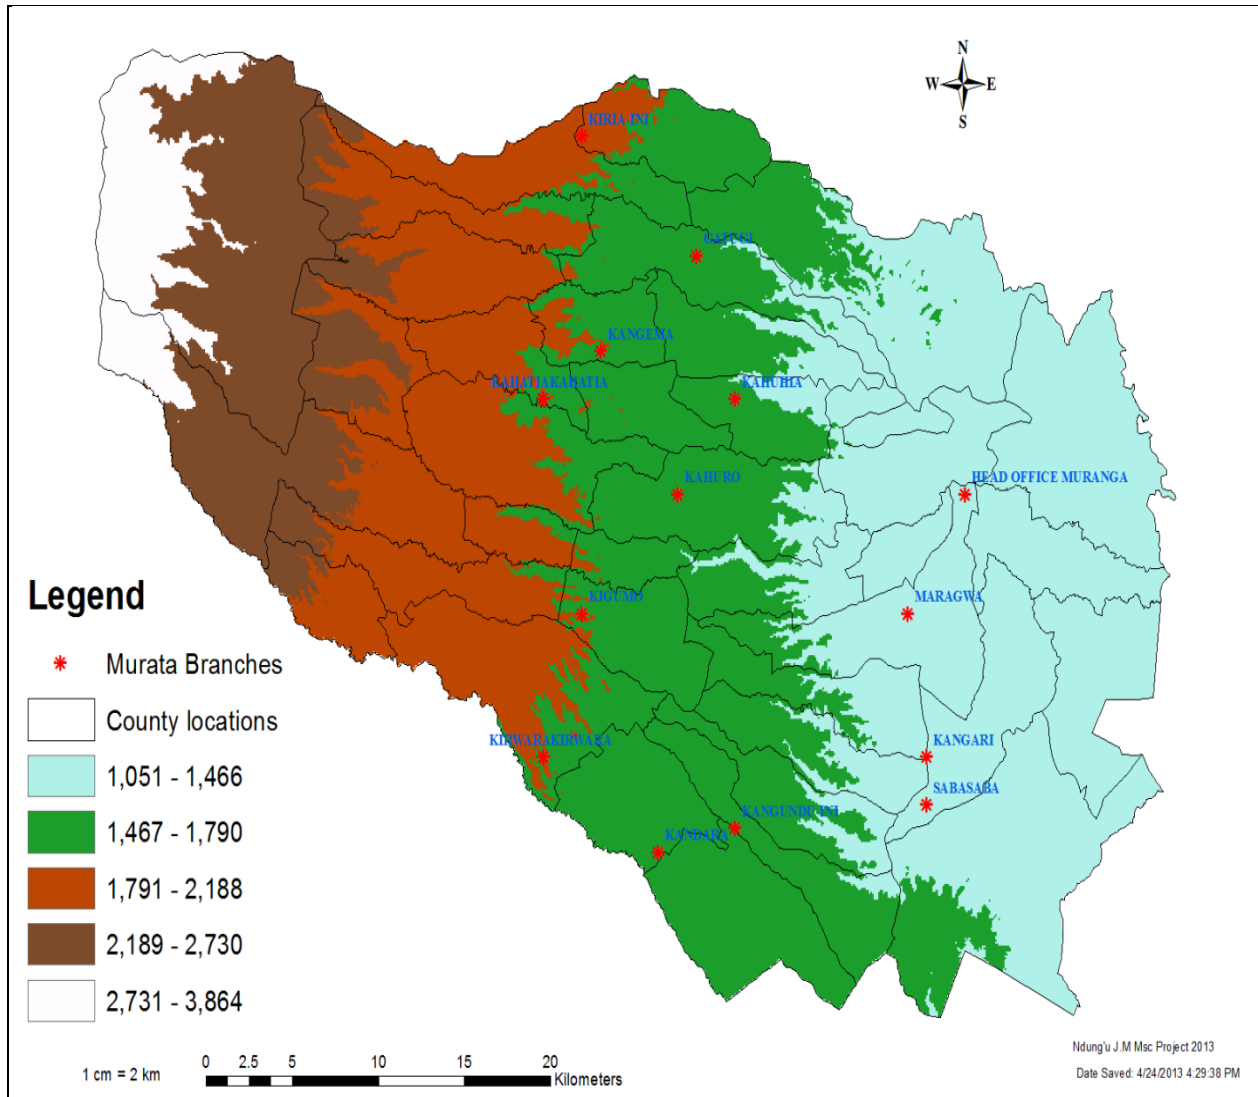 N
W E
S
KIRIA-INI
GATUGI
KANGEMA
KAHATIAKAHATIA
KAHUHIA
KAHURO
HEAD OFFICE MURANGA
KIGUMO
MARAGWA
KIRWARAKIRWARA
KANGARI
SABASABA
KANGUNDU-INI
KANDARA
Legend
Murata Branches
County locations
1,051 - 1,466
1,467 - 1,790
1,791 - 2,188
2,189 - 2,730
2,731 - 3,864
1 cm = 2 km
0 2.5 5 10 15 20
Kilometers
Ndung'u J.M Msc Project 2013
Date Saved: 4/24/2013 4:29:38 PM